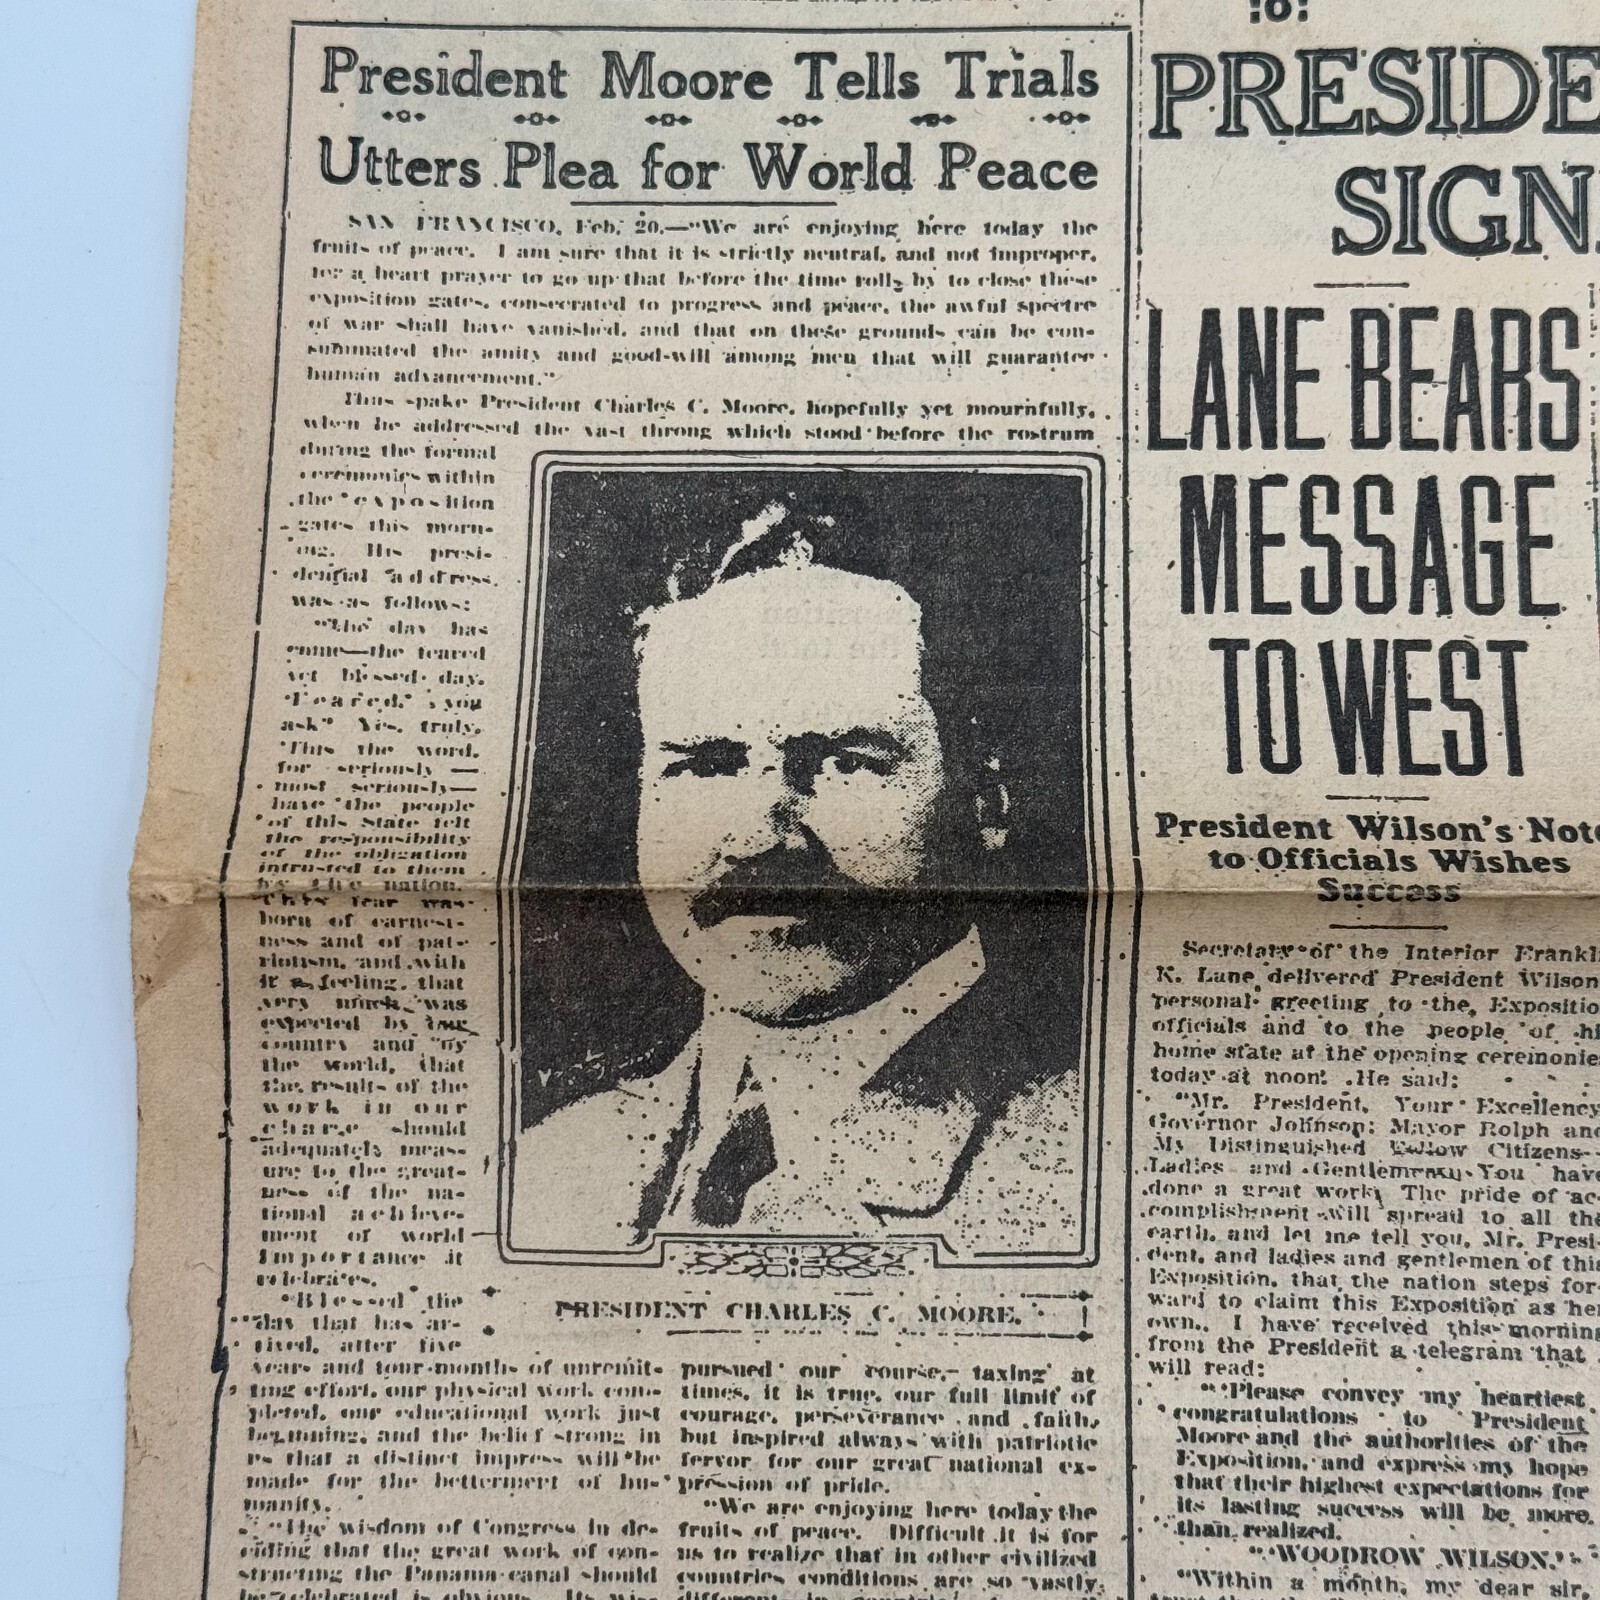 President Moore Tells Trials
Utters Plea for World Peace
SAN FRANCISCO, Feb. 20.—"We are enjoying here today the
fruits of peace. I am sure that it is strictly neutral, and not improper,
for a heart prayer to go up that before the time rolls by to close these
exposition gates, consecrated to progress and peace, the awful spectre
of war shall have vanished, and that on these grounds can be con-
summated the amity and good-will among men that will guarantee
human advancement."
Thus spake President Charles C. Moore, hopefully yet mournfully,
when he addressed the vast throng which stood before the rostrum
during the formal
ceremonies within
the exposition
gates this morn-
ing. His presi-
dential address
was as follows:
"The day has
come—the feared
yet blessed day.
'Feared,' you
ask? Yes, truly.
This the word,
for seriously—
most seriously—
have the people
of this State felt
the responsibility
of the obligation
intrusted to them
by the nation.
This fear was
born of earnest-
ness and of pat-
riotism, and with
it a feeling, that
very much was
expected by the
country and by
the world, that
the results of the
work in our
charge should
adequately meas-
ure to the great-
ness of the na-
tional achieve-
ment of world
importance it
celebrates.
"Blessed the
day that has ar-
rived, after five
years and four months of unremit-
ting effort, our physical work com-
pleted, our educational work just
beginning, and the belief strong in
us that a distinct impress will be
made for the betterment of hu-
manity.
"The wisdom of Congress in de-
ciding that the great work of con-
structing the Panama canal should
be celebrated is obvious. Its
PRESIDENT CHARLES C. MOORE.
pursued our course, taxing at
times, it is true, our full limit of
courage, perseverance and faith,
but inspired always with patriotic
fervor for our great national ex-
pression of pride.
"We are enjoying here today the
fruits of peace. Difficult it is for
us to realize that in other civilized
countries conditions are so vastly
different
PRESIDE
SIGN
LANE BEARS
MESSAGE
TO WEST
President Wilson's Note
to Officials Wishes
Success
Secretary of the Interior Frankl
K. Lane delivered President Wilson
personal greeting to the Expositio
officials and to the people of hi
home state at the opening ceremonie
today at noon. He said:
"Mr. President, Your Excellency
Governor Johnson; Mayor Rolph and
My Distinguished Fellow Citizens—
Ladies and Gentlemen: You have
done a great work. The pride of ac-
complishment will spread to all the
earth, and let me tell you, Mr. Presi-
dent, and ladies and gentlemen of this
Exposition, that the nation steps for-
ward to claim this Exposition as her
own. I have received this morning
from the President a telegram that
will read:
"'Please convey my heartiest
congratulations to President
Moore and the authorities of the
Exposition, and express my hope
that their highest expectations for
its lasting success will be more
than realized.
"'WOODROW WILSON.'
"Within a month, my dear sir,